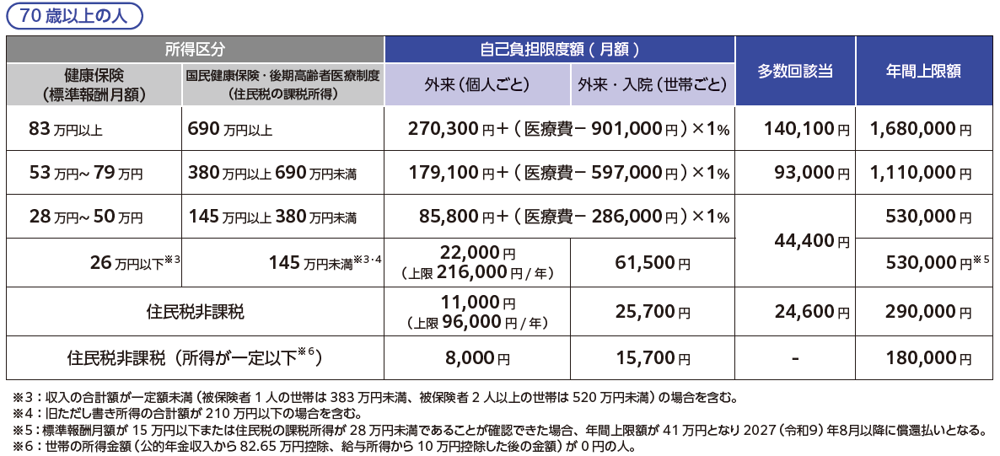 70歳以上の人
所得区分 自己負担限度額(月額) 多数回該当 年間上限額
健康保険(標準報酬月額) 国民健康保険・後期高齢者医療制度(住民税の課税所得) 外来(個人ごと) 外来・入院(世帯ごと)
83万円以上 690万円以上 270,300円+(医療費−901,000円)×1% 140,100円 1,680,000円
53万円~79万円 380万円以上690万円未満 179,100円+(医療費−597,000円)×1% 93,000円 1,110,000円
28万円~50万円 145万円以上380万円未満 85,800円+(医療費−286,000円)×1% 44,400円 530,000円
26万円以下※3 145万円未満※3·4 22,000円(上限216,000円/年) 61,500円 530,000円※5
住民税非課税 11,000円(上限96,000円/年) 25,700円 24,600円 290,000円
住民税非課税(所得が一定以下※6) 8,000円 15,700円 - 180,000円
※3:収入の合計額が一定額未満(被保険者1人の世帯は383万円未満、被保険者2人以上の世帯は520万円未満)の場合を含む。
※4:旧ただし書き所得の合計額が210万円以下の場合を含む。
※5:標準報酬月額が15万円以下または住民税の課税所得が28万円未満であることが確認できた場合、年間上限額が41万円となり2027(令和9)年8月以降に償還払いとなる。
※6:世帯の所得金額(公的年金収入から82.65万円控除、給与所得から10万円控除した後の金額)が0円の人。